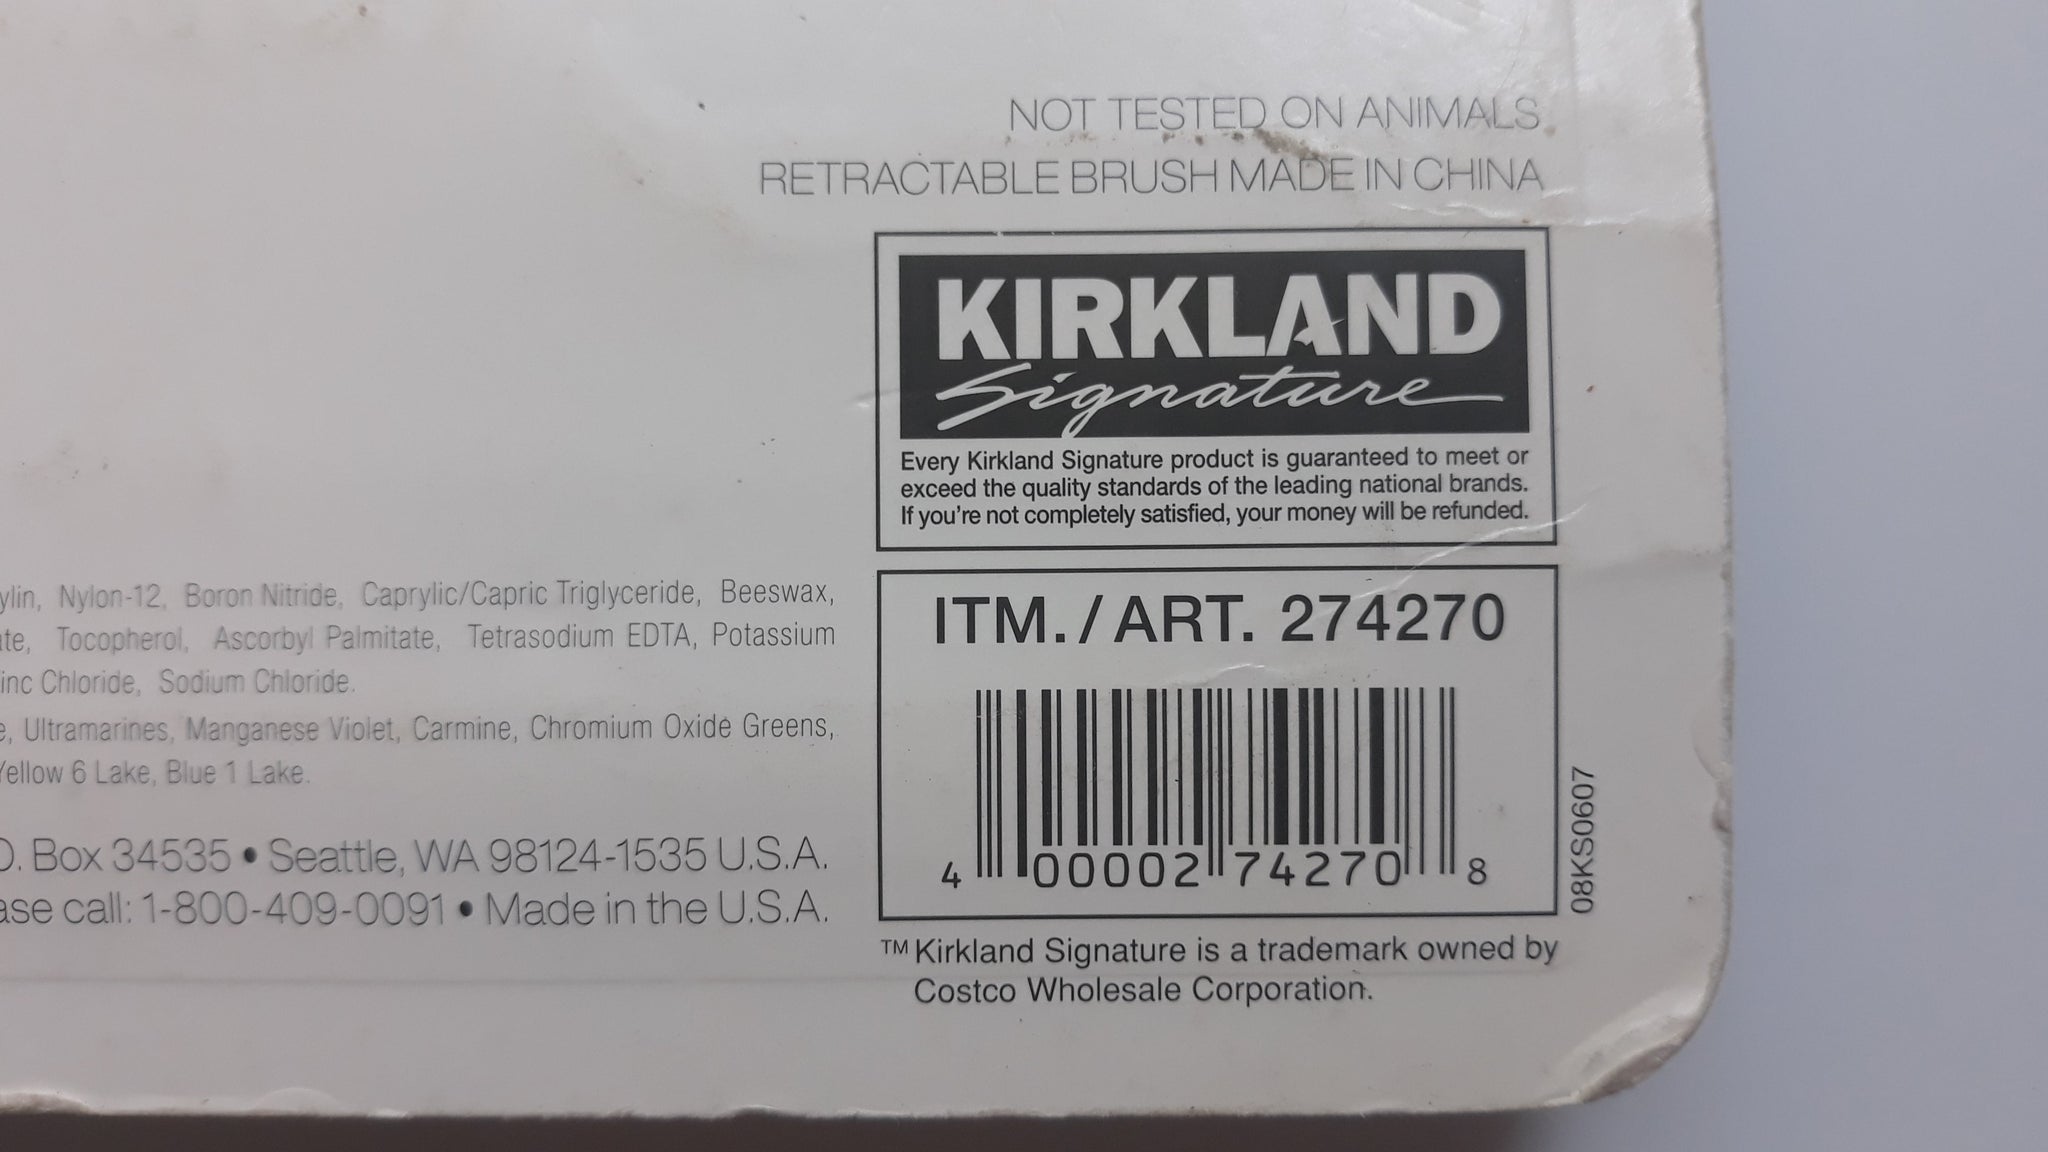 NOT TESTED ON ANIMALS
RETRACTABLE BRUSH MADE IN CHINA
KIRKLAND
Signature
Every Kirkland Signature product is guaranteed to meet or
exceed the quality standards of the leading national brands.
If you're not completely satisfied, your money will be refunded.
Nylon-12, Boron Nitride, Caprylic/Capric Triglyceride, Beeswax,
Tocopherol, Ascorbyl Palmitate, Tetrasodium EDTA, Potassium
Chloride, Sodium Chloride.
Ultramarines, Manganese Violet, Carmine, Chromium Oxide Greens,
Yellow 6 Lake, Blue 1 Lake.
O. Box 34535 • Seattle, WA 98124-1535 U.S.A.
call: 1-800-409-0091 • Made in the U.S.A.
ITM./ART. 274270
4 00002 74270 8
08KS0607
™ Kirkland Signature is a trademark owned by
Costco Wholesale Corporation.